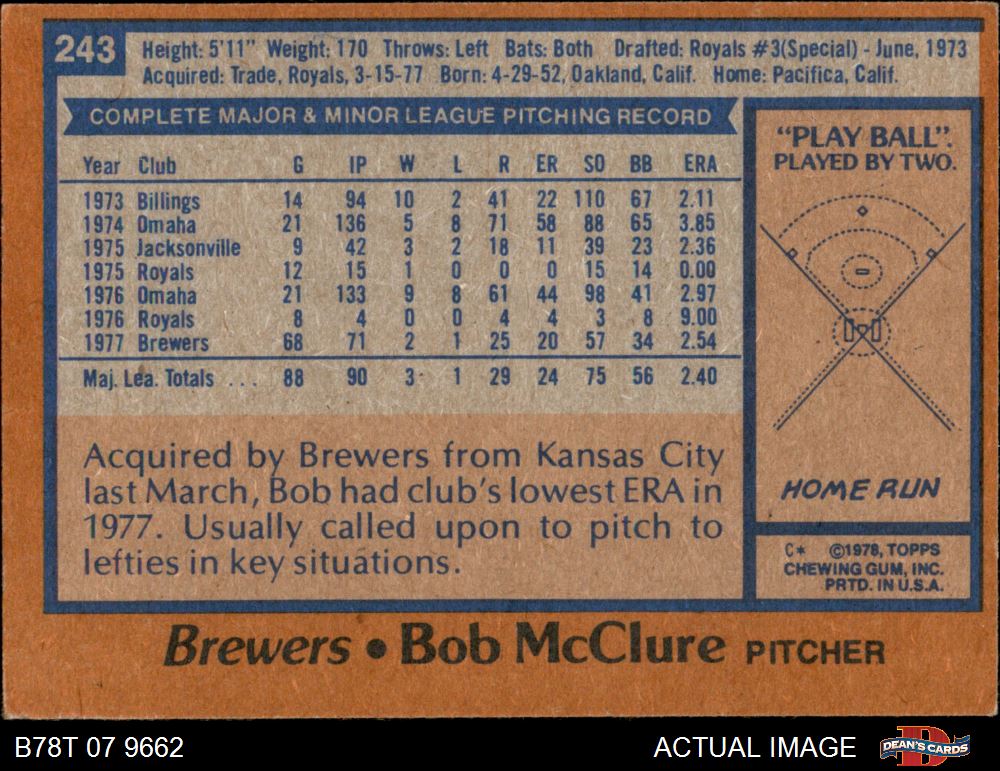 243
Height: 5'11" Weight: 170 Throws: Left Bats: Both Drafted: Royals #3(Special) - June, 1973
Acquired: Trade, Royals, 3-15-77 Born: 4-29-52, Oakland, Calif. Home: Pacifica, Calif.
COMPLETE MAJOR & MINOR LEAGUE PITCHING RECORD
Year Club G IP W L R ER SO BB ERA
1973 Billings 14 94 10 2 41 22 110 67 2.11
1974 Omaha 21 136 5 8 71 58 88 65 3.85
1975 Jacksonville 9 42 3 2 18 11 39 23 2.36
1975 Royals 12 15 1 0 0 0 15 14 0.00
1976 Omaha 21 133 9 8 61 44 98 41 2.97
1976 Royals 8 4 0 0 4 4 3 8 9.00
1977 Brewers 68 71 2 1 25 20 57 34 2.54
Maj. Lea. Totals ... 88 90 3 1 29 24 75 56 2.40
Acquired by Brewers from Kansas City
last March, Bob had club's lowest ERA in
1977. Usually called upon to pitch to
lefties in key situations.
"PLAY BALL".
PLAYED BY TWO.
HOME RUN
C* ©1978, TOPPS
CHEWING GUM, INC.
PRTD. IN U.S.A.
Brewers • Bob McClure PITCHER
B78T 07 9662
ACTUAL IMAGE
DEAN'S CARDS